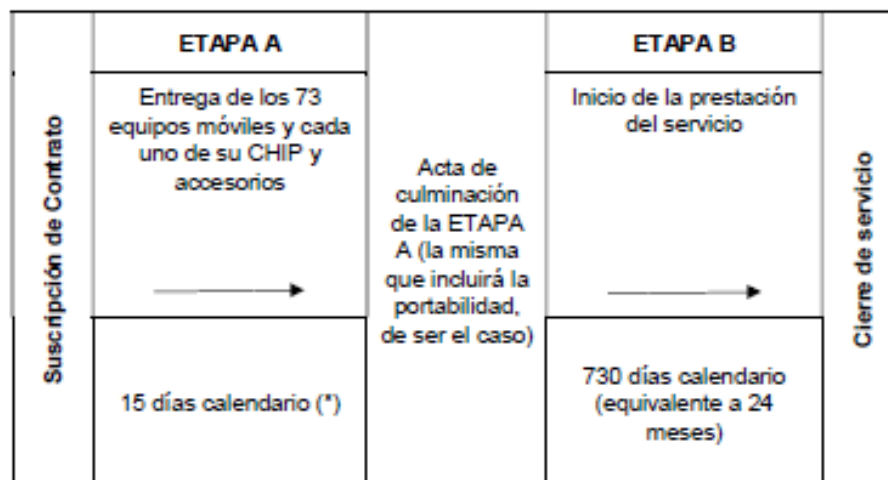 Suscripción de Contrato
ETAPA A
Entrega de los 73
equipos móviles y cada
uno de su CHIP y
accesorios
15 días calendario (*)
Acta de
culminación
de la ETAPA
A (la misma
que incluirá la
portabilidad,
de ser el caso)
ETAPA B
Inicio de la prestación
del servicio
730 días calendario
(equivalente a 24
meses)
Cierre de servicio